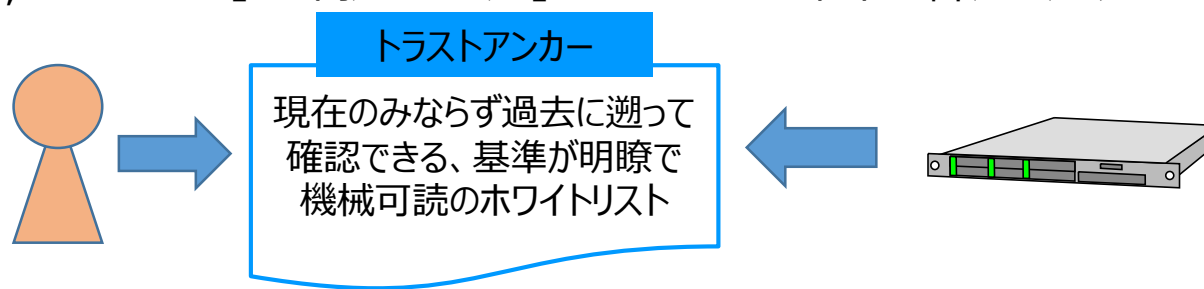 トラストアンカー
現在のみならず過去に遡って
確認できる、基準が明瞭で
機械可読のホワイトリスト